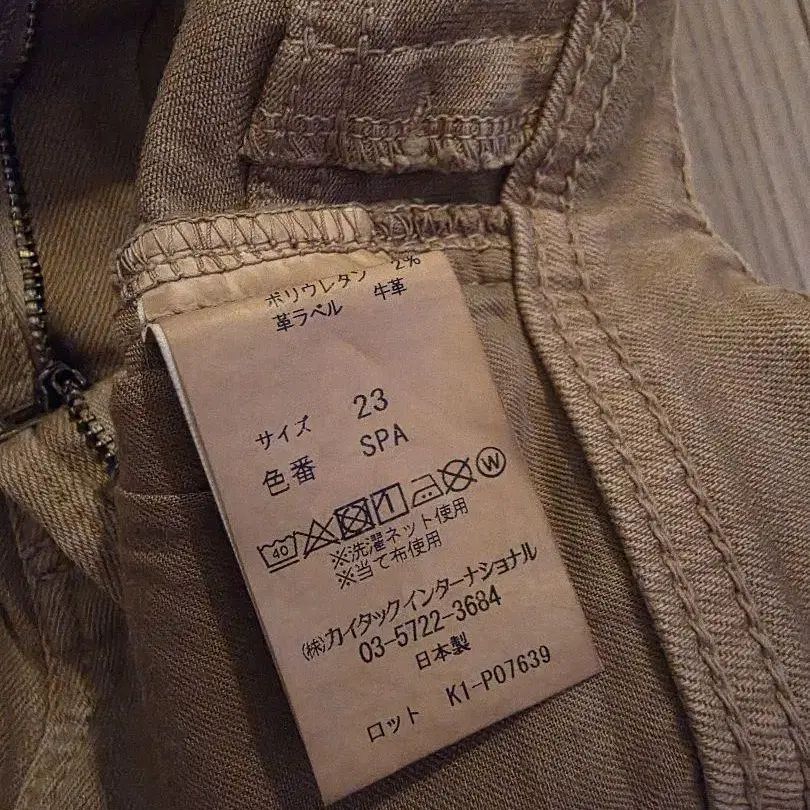 ポリウレタン 2%
革ラベル 牛革
サイズ 23
色番 SPA
40 W
※洗濯ネット使用
※当て布使用
(株)カイタックインターナショナル
03-5722-3684
日本製
ロット K1-P07639